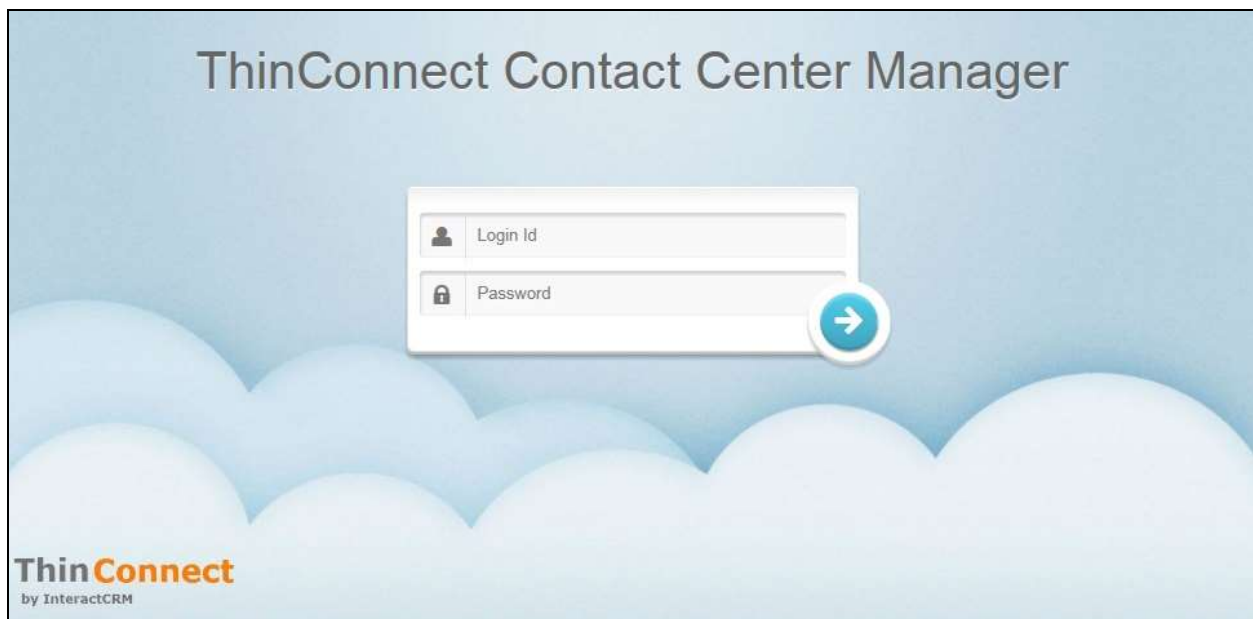 ThinConnect Contact Center Manager
Login Id
Password
ThinConnect
by InteractCRM